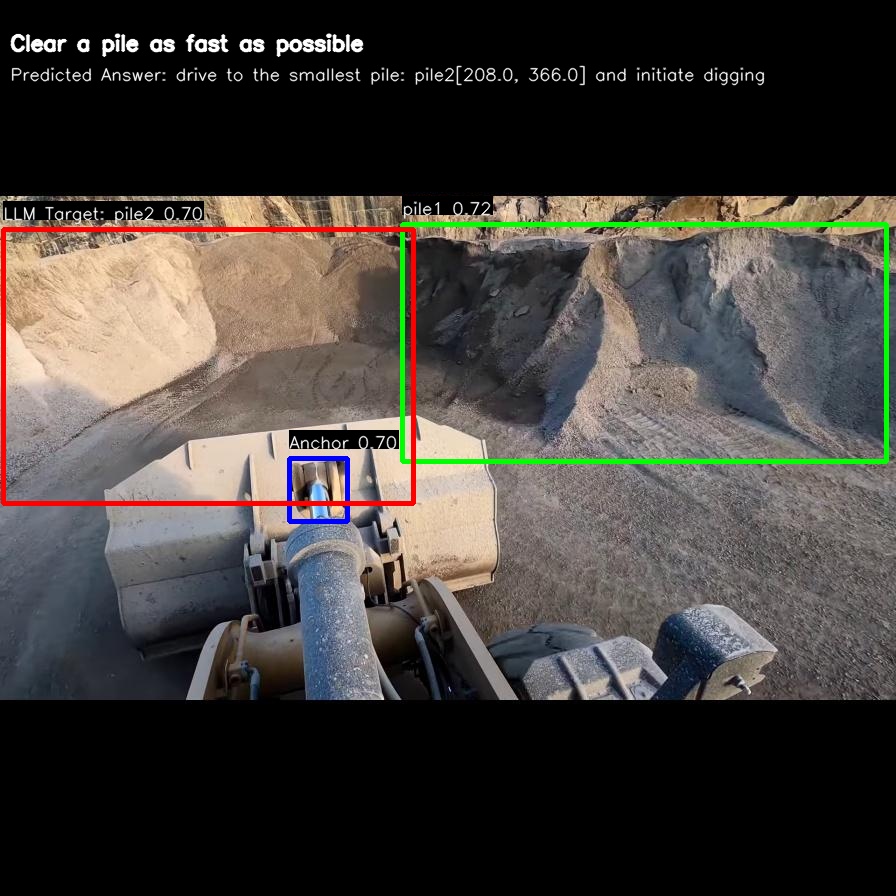 Clear a pile as fast as possible
Predicted Answer: drive to the smallest pile: pile2[208.0, 366.0] and initiate digging
LLM Target: pile2 0.70
pile1 0.72
Anchor 0.70